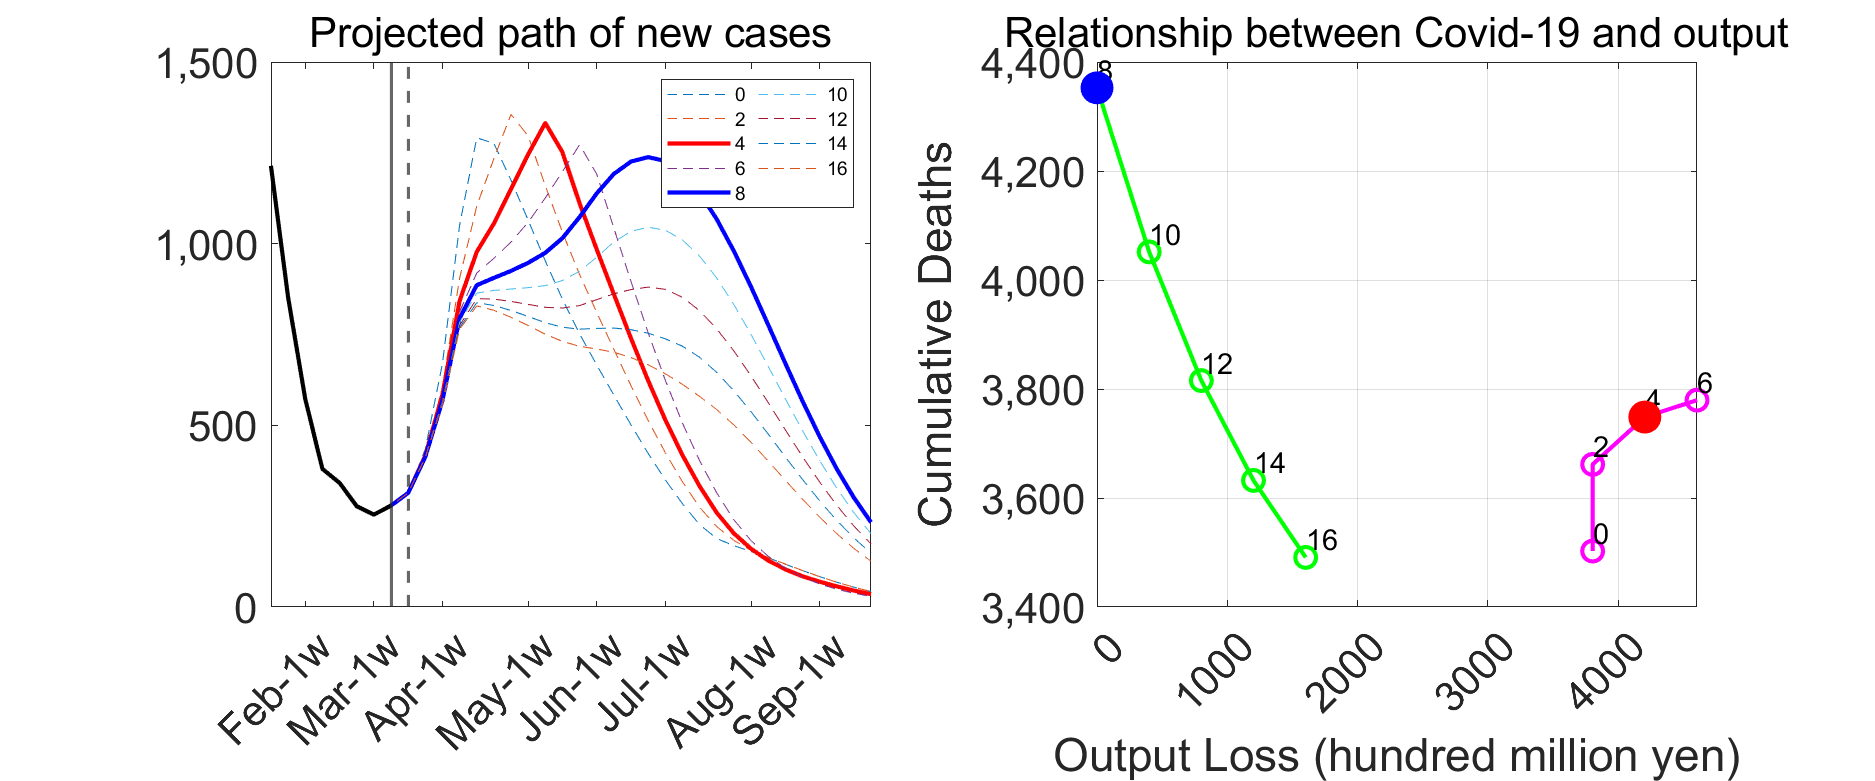 Projected path of new cases
1,500
1,000
500
0
0
2
4
6
8
10
12
14
16
Feb-1w
Mar-1w
Apr-1w
May-1w
Jun-1w
Jul-1w
Aug-1w
Sep-1w
Relationship between Covid-19 and output
Cumulative Deaths
4,400
4,200
4,000
3,800
3,600
3,400
8
10
12
14
16
6
4
2
0
0
1000
2000
3000
4000
Output Loss (hundred million yen)